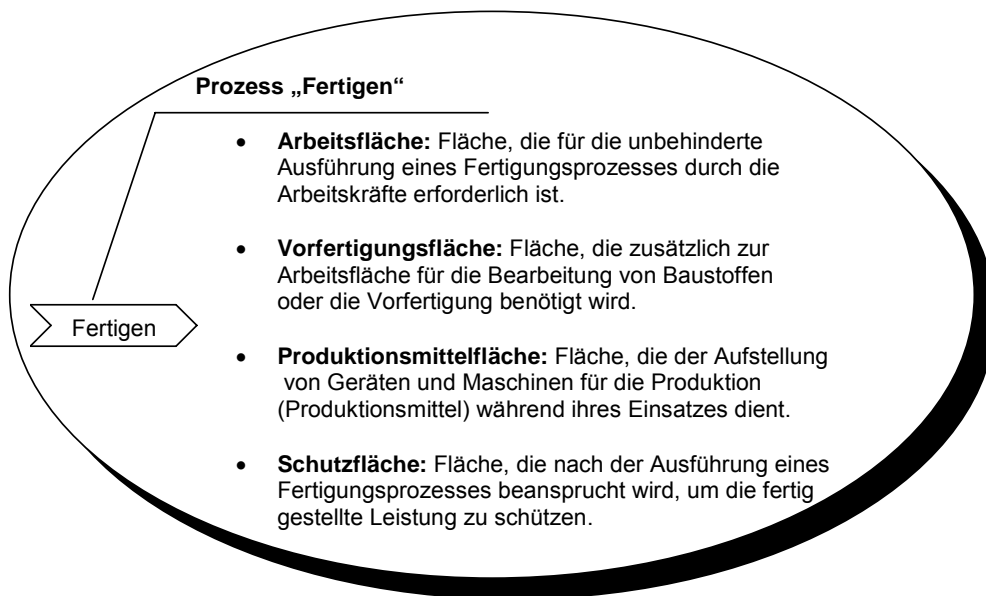 Prozess „Fertigen“
• Arbeitsfläche: Fläche, die für die unbehinderte
Ausführung eines Fertigungsprozesses durch die
Arbeitskräfte erforderlich ist.
• Vorfertigungsfläche: Fläche, die zusätzlich zur
Arbeitsfläche für die Bearbeitung von Baustoffen
oder die Vorfertigung benötigt wird.
Fertigen
• Produktionsmittelfläche: Fläche, die der Aufstellung
von Geräten und Maschinen für die Produktion
(Produktionsmittel) während ihres Einsatzes dient.
• Schutzfläche: Fläche, die nach der Ausführung eines
Fertigungsprozesses beansprucht wird, um die fertig
gestellte Leistung zu schützen.